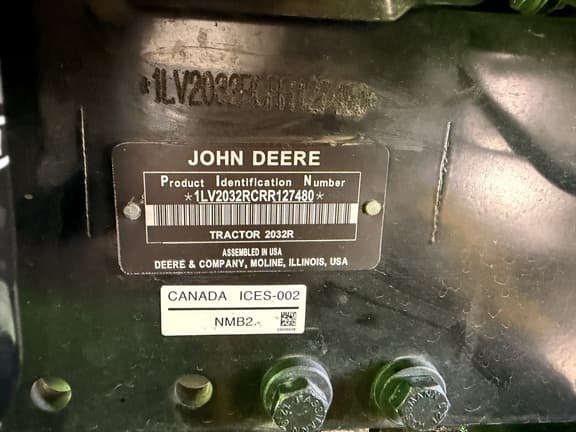 JOHN DEERE
Product Identification Number
*1LV2032RCRR127480*
TRACTOR 2032R
ASSEMBLED IN USA
DEERE & COMPANY, MOLINE, ILLINOIS, USA
CANADA ICES-002
NMB2.